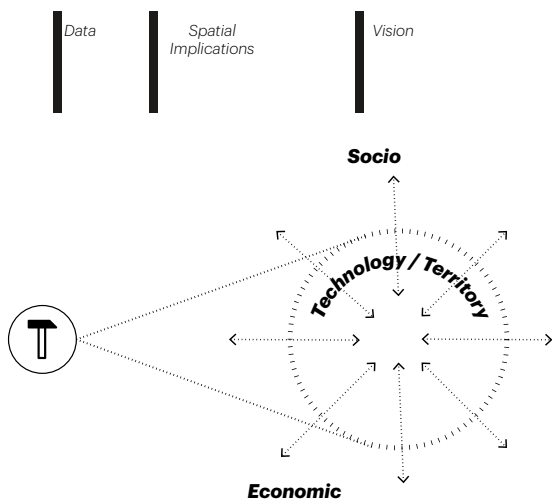 Data
Spatial
Implications
Vision
Socio
Technology / Territory
Economic